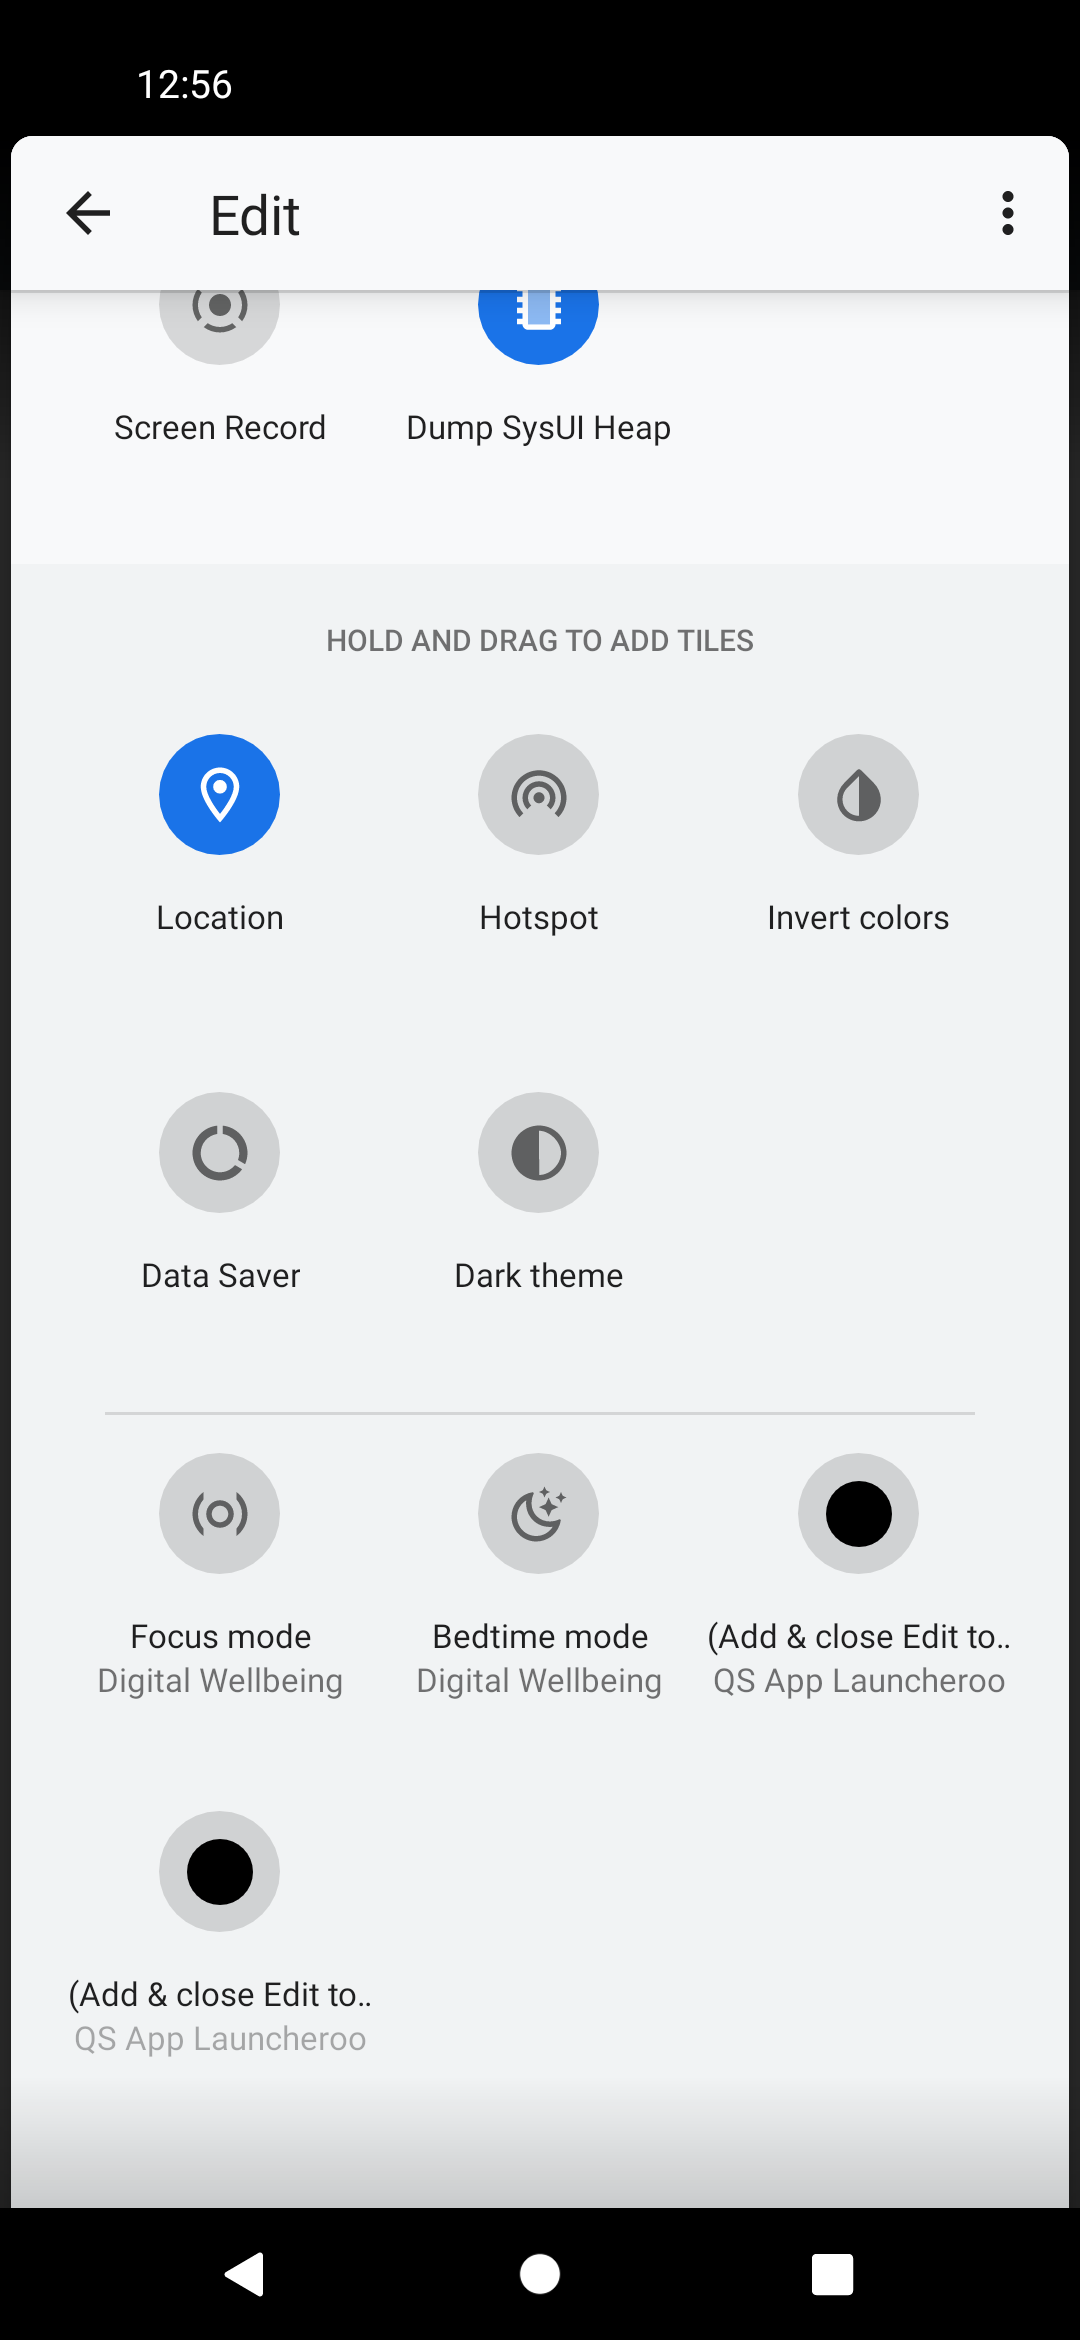 12:56
Edit
Screen Record
Dump SysUI Heap
HOLD AND DRAG TO ADD TILES
Location
Hotspot
Invert colors
Data Saver
Dark theme
Focus mode
Digital Wellbeing
Bedtime mode
Digital Wellbeing
(Add & close Edit to..
QS App Launcheroo
(Add & close Edit to..
QS App Launcheroo